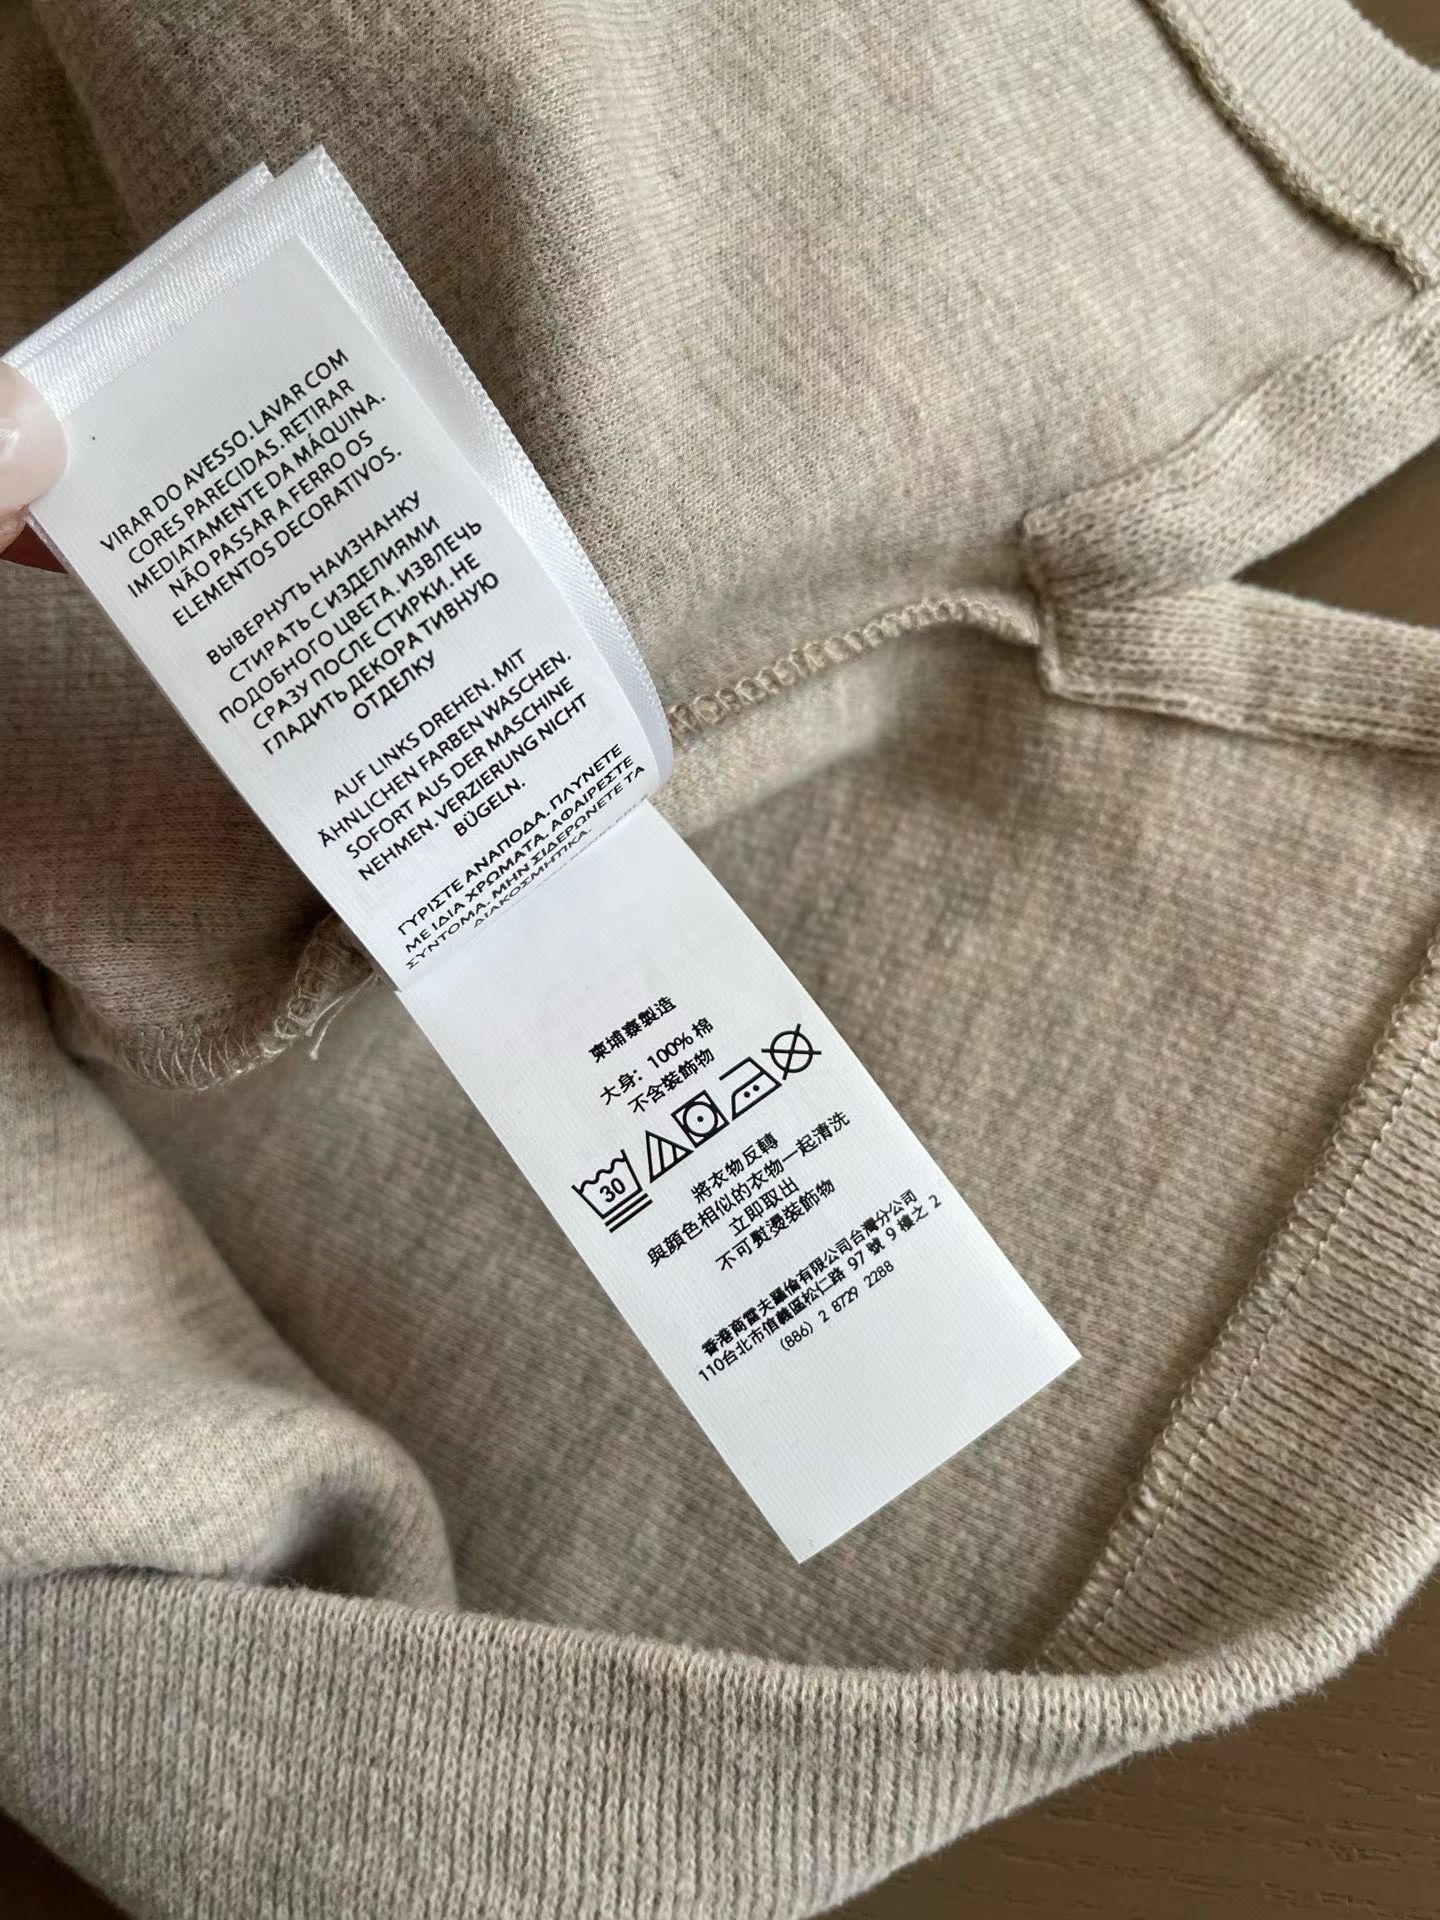 VIRAR DO AVESSO. LAVAR COM
CORES PARECIDAS. RETIRAR
IMEDIATAMENTE DA MÁQUINA.
NÃO PASSAR A FERRO OS
ELEMENTOS DECORATIVOS.
ВЫВЕРНУТЬ НАИЗНАНКУ
СТИРАТЬ С ИЗДЕЛИЯМИ
ПОДОБНОГО ЦВЕТА. ИЗВЛЕЧЬ
СРАЗУ ПОСЛЕ СТИРКИ. НЕ
ГЛАДИТЬ ДЕКОРА ТИВНУЮ
ОТДЕЛКУ
AUF LINKS DREHEN. MIT
ÄHNLICHEN FARBEN WASCHEN.
SOFORT AUS DER MASCHINE
NEHMEN. VERZIERUNG NICHT
BÜGELN.
ΓΥΡΙΣΤΕ ΑΝΑΠΟΔΑ. ΠΛΥΝΕΤΕ
ΜΕ ΙΔΙΑ ΧΡΩΜΑΤΑ. ΑΦΑΙΡΕΣΤΕ
ΣΥΝΤΟΜΑ. ΜΗΝ ΣΙΔΕΡΩΝΕΤΕ ΤΑ
ΔΙΑΚΟΣΜΗΤΙΚΑ.
柬埔寨製造
大身：100% 棉
不含裝飾物
30
將衣物反轉
與顏色相似的衣物一起清洗
立即取出
不可熨燙裝飾物
香港商雷夫羅倫有限公司台灣分公司
110台北市信義區松仁路 97 號 9 樓之 2
(886) 2 8729 2288